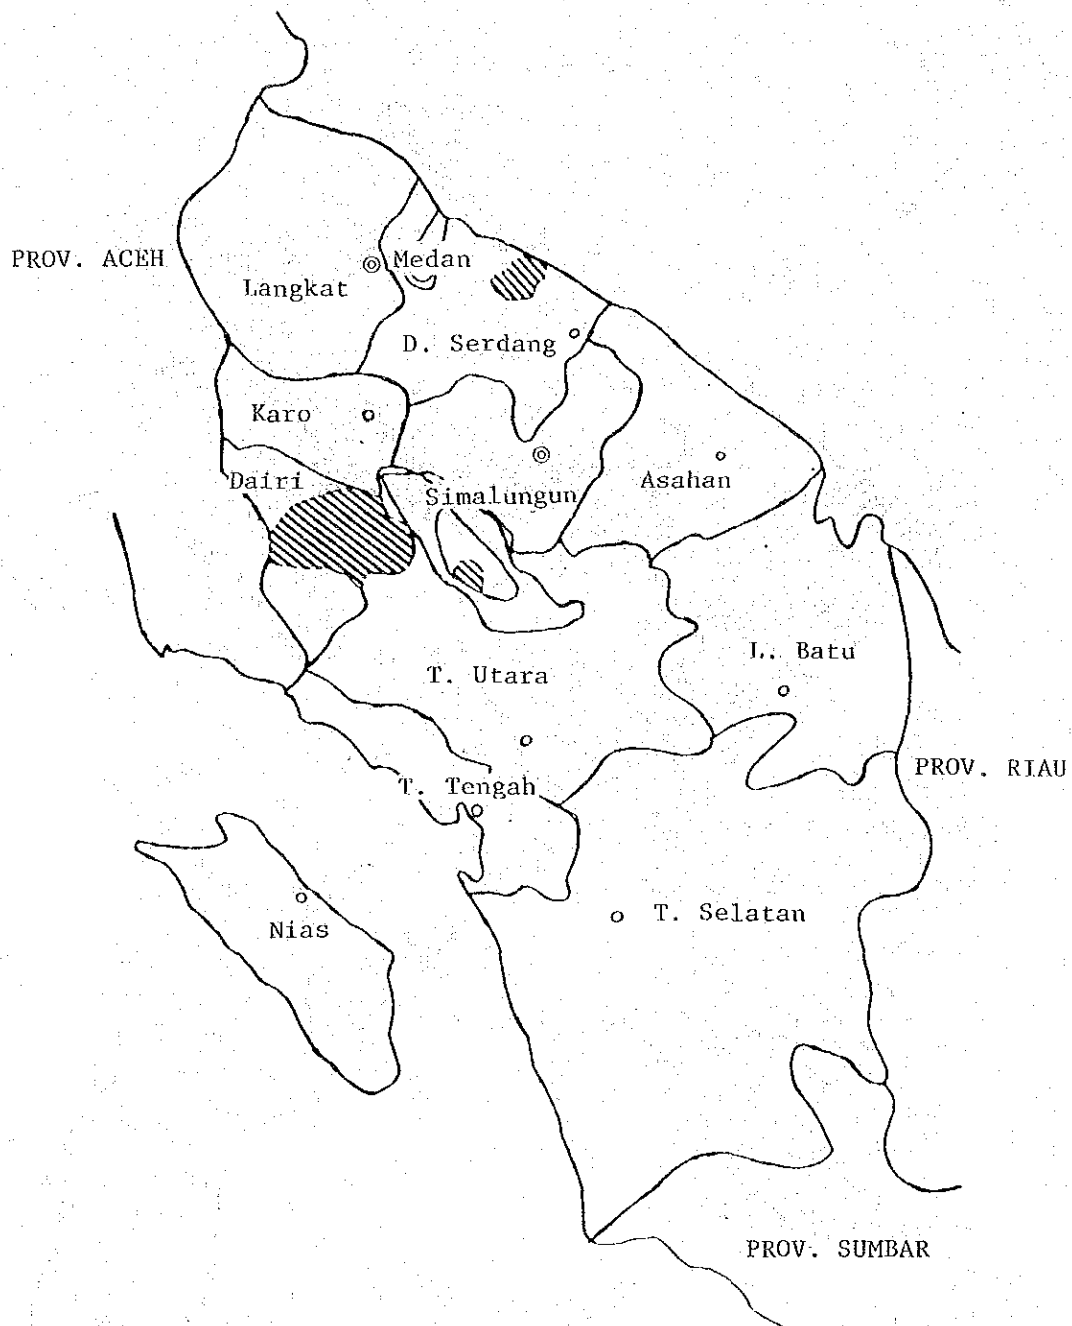 PROV. ACEH
Medan
Langkat
D. Serdang
Karo
Dairi
Simalungun
Asahan
L. Batu
T. Utara
PROV. RIAU
T. Tengah
T. Selatan
Nias
PROV. SUMBAR